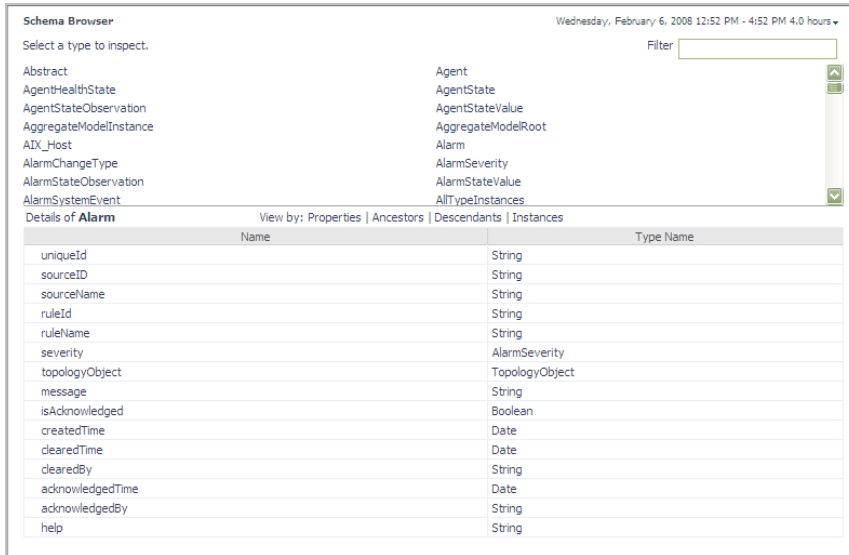 Schema Browser Wednesday, February 6, 2008 12:52 PM - 4:52 PM 4.0 hours
Select a type to inspect. Filter
Abstract Agent
AgentHealthState AgentState
AgentStateObservation AgentStateValue
AggregateModelInstance AggregateModelRoot
AIX_Host Alarm
AlarmChangeType AlarmSeverity
AlarmStateObservation AlarmStateValue
AlarmSystemEvent AllTypeInstances
Details of Alarm View by: Properties | Ancestors | Descendants | Instances
Name Type Name
uniqueId String
sourceID String
sourceName String
ruleId String
ruleName String
severity AlarmSeverity
topologyObject TopologyObject
message String
isAcknowledged Boolean
createdTime Date
clearedTime Date
clearedBy String
acknowledgedTime Date
acknowledgedBy String
help String